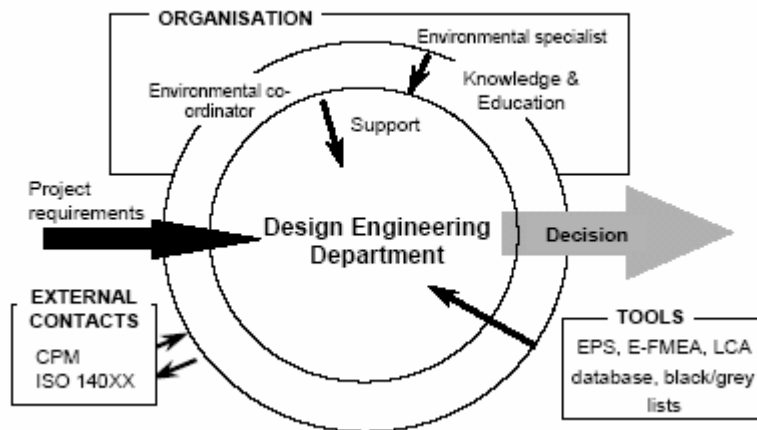 ORGANISATION
Environmental specialist
Environmental co-
ordinator
Knowledge &
Education
Support
Project
requirements
Design Engineering
Department
Decision
EXTERNAL
CONTACTS
CPM
ISO 140XX
TOOLS
EPS, E-FMEA, LCA
database, black/grey
lists